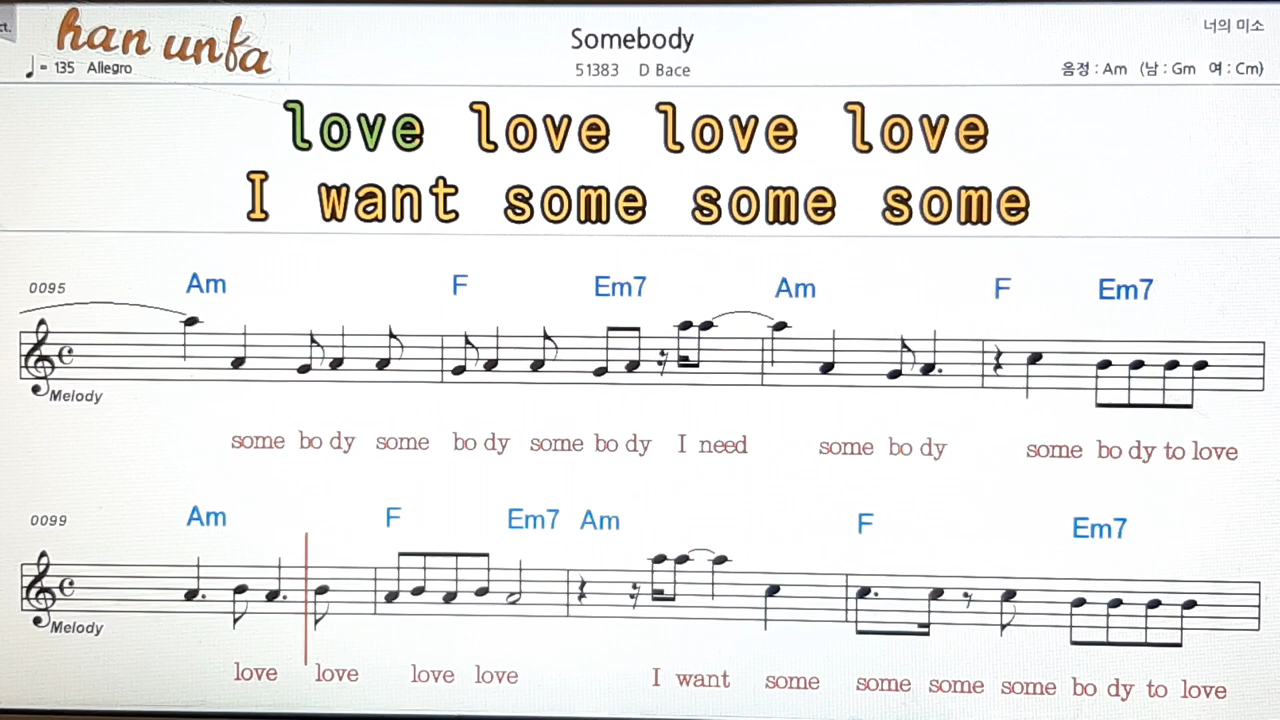 ct.
han unfa
Somebody
너의 미소
♩= 135 Allegro
51383 D Bace
음정 : Am (남 : Gm 여 : Cm)
love love love love
I want some some some
0095
Am F Em7 Am F Em7
Melody
some bo dy some bo dy some bo dy I need some bo dy some bo dy to love
0099
Am F Em7 Am F Em7
Melody
love love love love I want some some some some bo dy to love